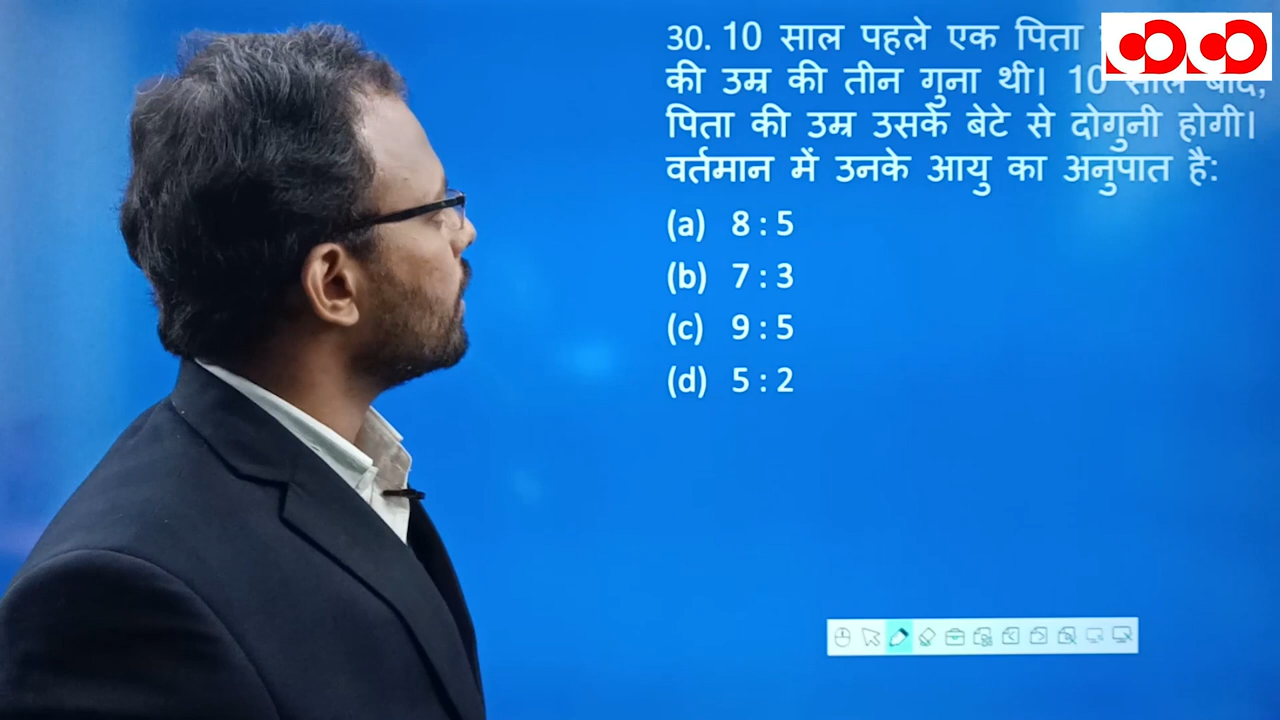 30. 10 साल पहले एक पिता
की उम्र की तीन गुना थी| 10 साल बाद,
पिता की उम्र उसके बेटे से दोगुनी होगी|
वर्तमान में उनके आयु का अनुपात है:
(a) 8 : 5
(b) 7 : 3
(c) 9 : 5
(d) 5 : 2